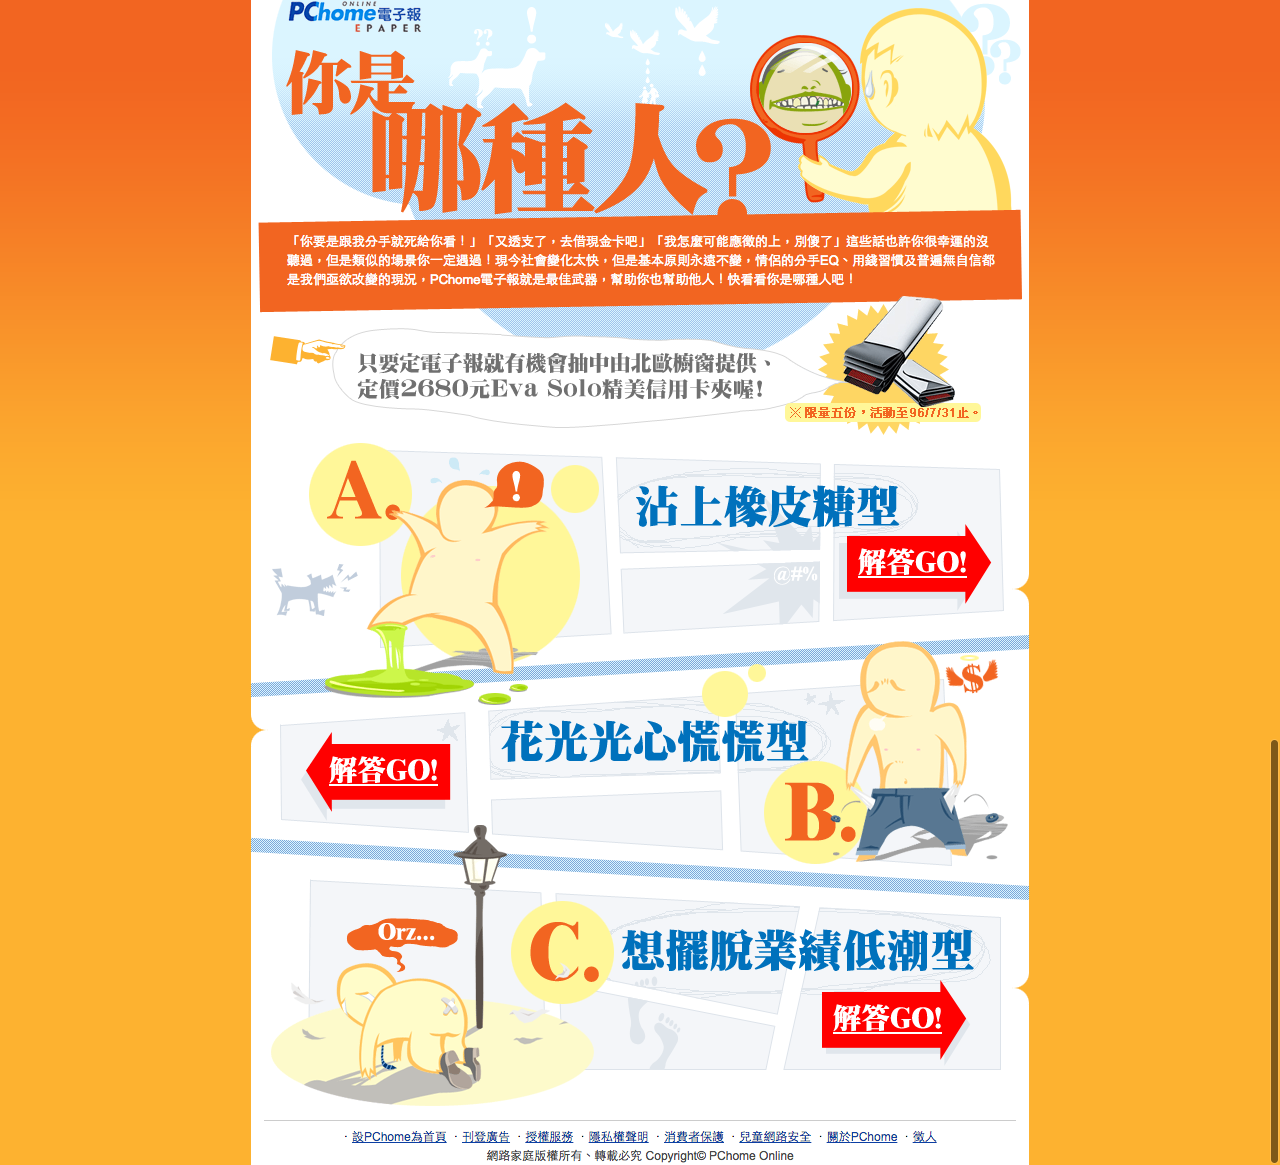 ONLINE
PChome電子報
EPAPER
??
!
??
你是
哪種人?
「你要是跟我分手就死給你看!」「又透支了,去借現金卡吧」「我怎麼可能應徵的上,別傻了」這些話也許你很幸運的沒
聽過,但是類似的場景你一定遇過!現今社會變化太快,但是基本原則永遠不變,情侶的分手EQ、用錢習慣及普遍無自信都
是我們亟欲改變的現況,PChome電子報就是最佳武器,幫助你也幫助他人!快看看你是哪種人吧!
只要定電子報就有機會抽中由北歐櫥窗提供、
定價2680元Eva Solo精美信用卡夾喔!
※限量五份,活動至96/7/31止。
A.
!
沾上橡皮糖型
@#%
解答GO!
$
花光光心慌慌型
解答GO!
B.
Orz...
C.
想擺脫業績低潮型
解答GO!
· 設PChome為首頁 · 刊登廣告 · 授權服務 · 隱私權聲明 · 消費者保護 · 兒童網路安全 · 關於PChome · 徵人
網路家庭版權所有、轉載必究 Copyright© PChome Online